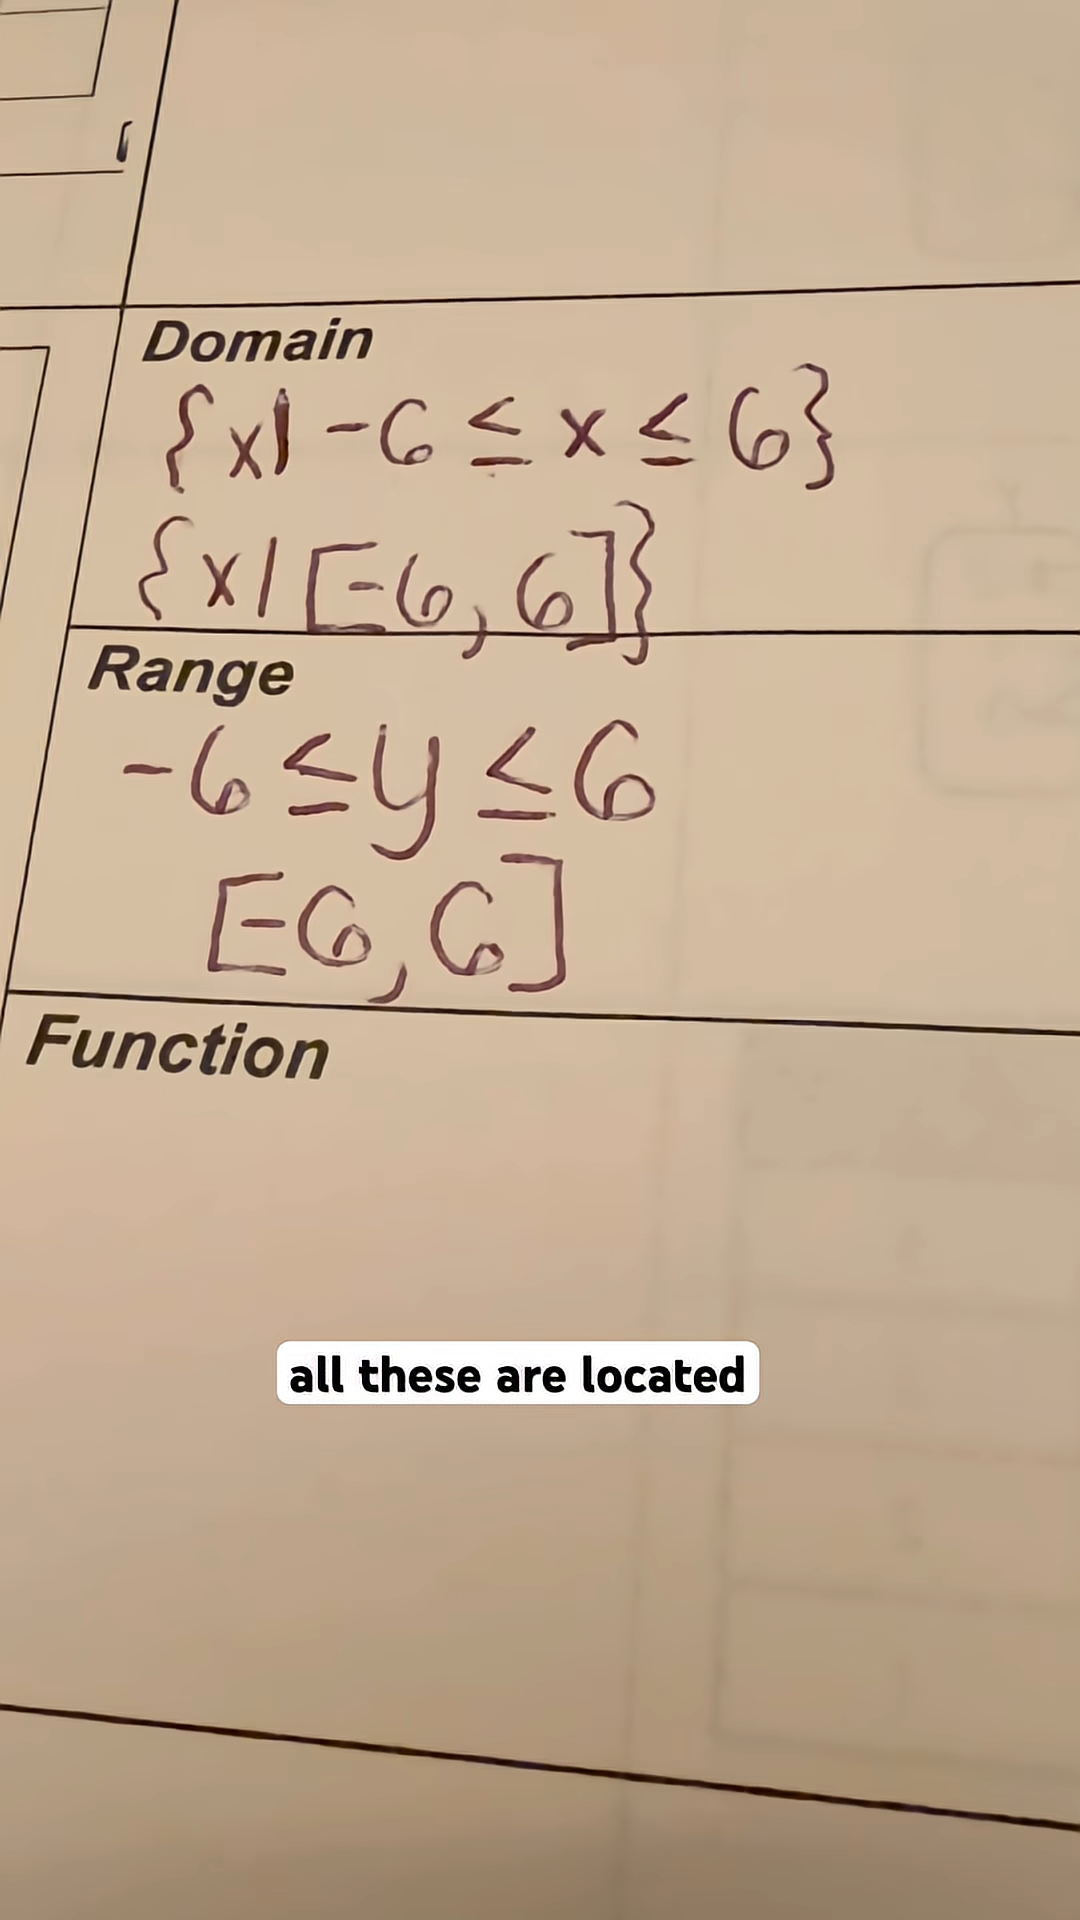 Domain
{x| -6 ≤ x ≤ 6}
{x| [-6, 6]}
Range
-6 ≤ y ≤ 6
[-6, 6]
Function
all these are located